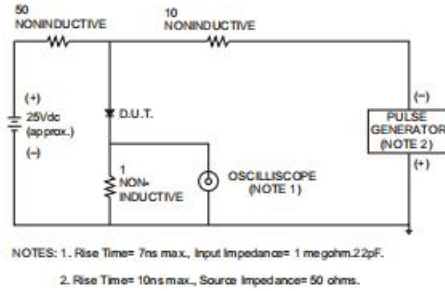 50
NONINDUCTIVE
10
NONINDUCTIVE
(+)
25Vdc
(approx.)
(−)
D.U.T.
1
NON-
INDUCTIVE
OSCILLISCOPE
(NOTE 1)
(−)
PULSE
GENERATOR
(NOTE 2)
(+)
NOTES: 1. Rise Time= 7ns max., Input Impedance= 1 megohm.22pF.
2. Rise Time= 10ns max., Source Impedance= 50 ohms.